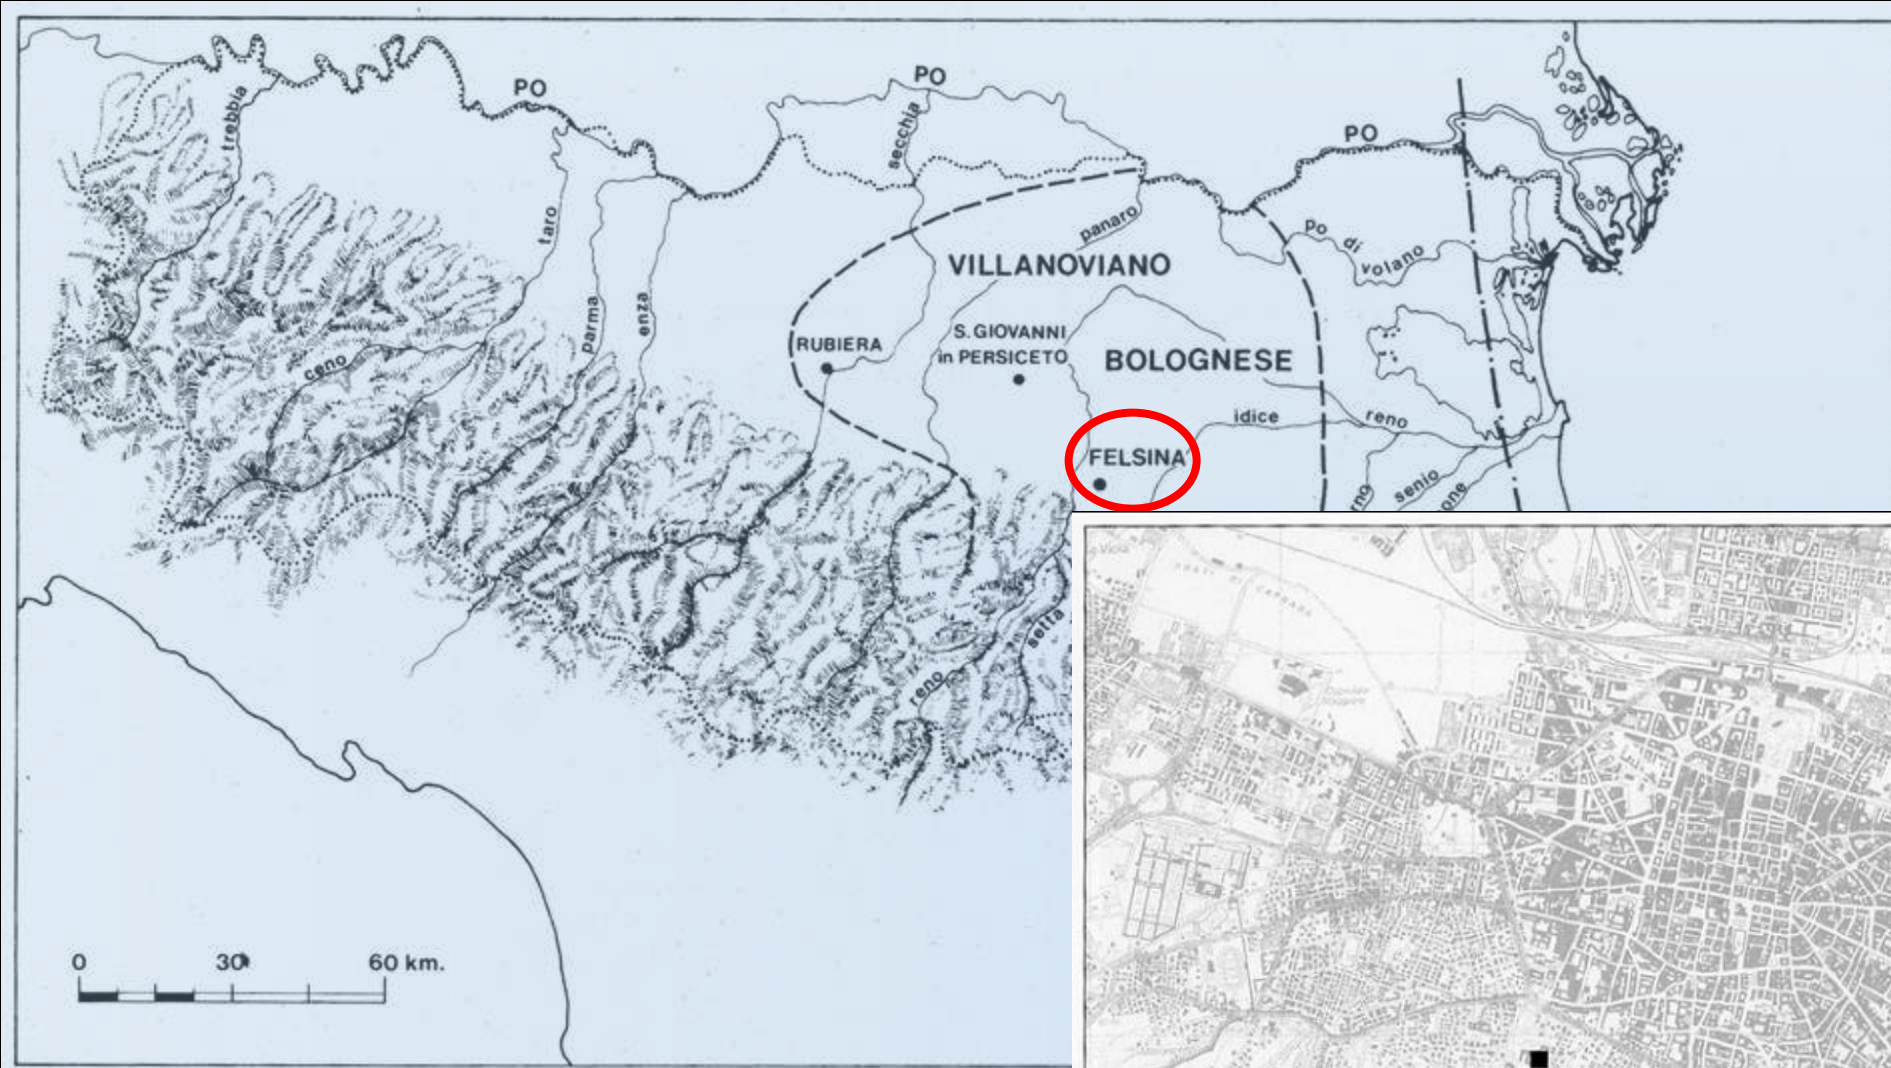 PO
PO
PO
trebbia
secchia
taro
panaro
po di volano
VILLANOVIANO
parma
enza
RUBIERA
S. GIOVANNI
in PERSICETO
BOLOGNESE
ceno
idice
reno
FELSINA
senio
setta
reno
0 30 60 km.